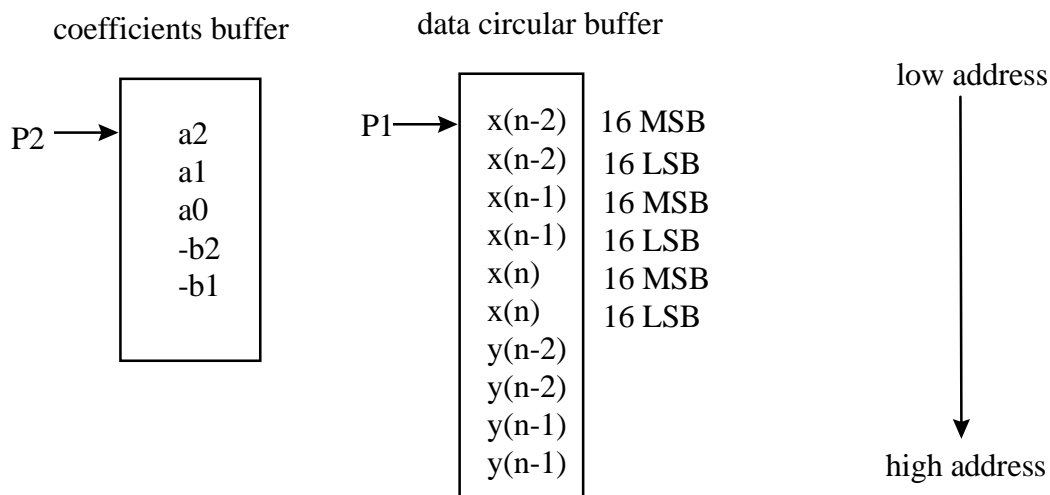 coefficients buffer
P2
a2
a1
a0
-b2
-b1
data circular buffer
P1
x(n-2) 16 MSB
x(n-2) 16 LSB
x(n-1) 16 MSB
x(n-1) 16 LSB
x(n) 16 MSB
x(n) 16 LSB
y(n-2)
y(n-2)
y(n-1)
y(n-1)
low address
high address